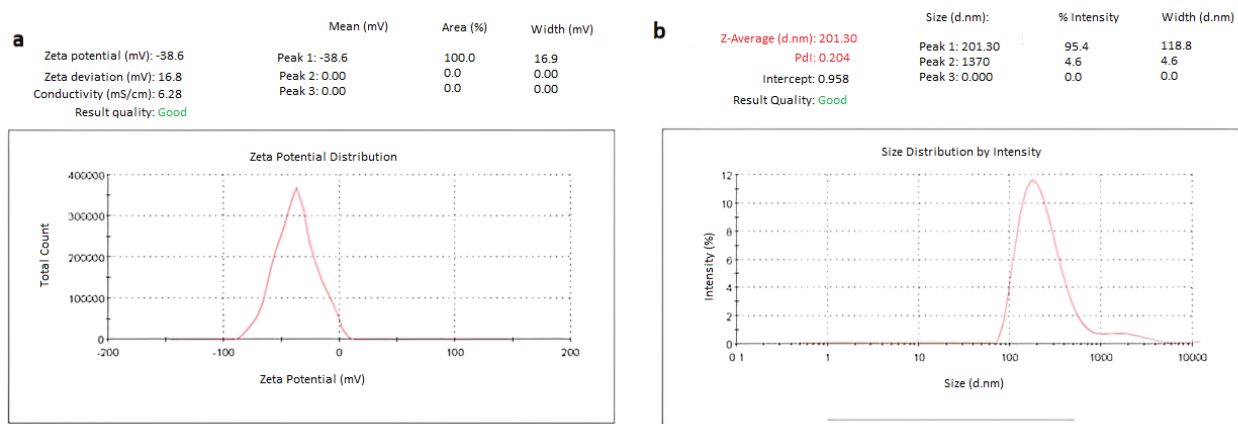 a
Mean (mV) Area (%) Width (mV)
Zeta potential (mV): -38.6 Peak 1: -38.6 100.0 16.9
Zeta deviation (mV): 16.8 Peak 2: 0.00 0.0 0.00
Conductivity (mS/cm): 6.28 Peak 3: 0.00 0.0 0.00
Result quality: Good
Zeta Potential Distribution
Total Count
400000
300000
200000
100000
0
-200 -100 0 100 200
Zeta Potential (mV)
b
Size (d.nm): % Intensity Width (d.nm)
Z-Average (d.nm): 201.30 Peak 1: 201.30 95.4 118.8
PdI: 0.204 Peak 2: 1370 4.6 4.6
Intercept: 0.958 Peak 3: 0.000 0.0 0.0
Result Quality: Good
Size Distribution by Intensity
Intensity (%)
12
10
8
6
4
2
0
0 1 1 10 100 1000 10000
Size (d.nm)